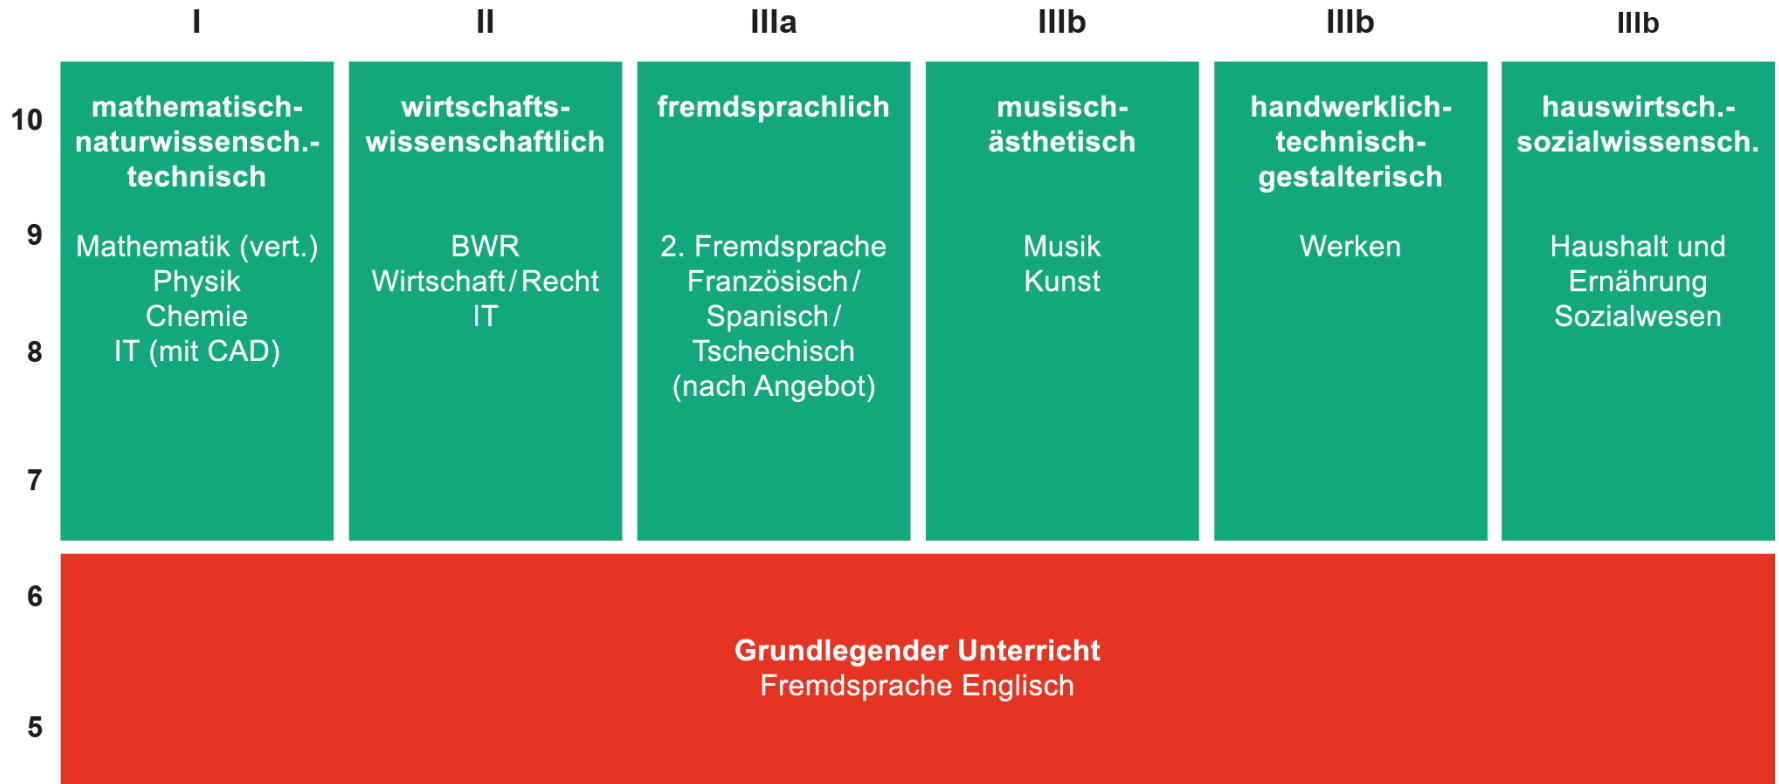 I
II
IIIa
IIIb
IIIb
IIIb
10
9
8
7
6
5
mathematisch-
naturwissensch.-
technisch
Mathematik (vert.)
Physik
Chemie
IT (mit CAD)
wirtschafts-
wissenschaftlich
BWR
Wirtschaft / Recht
IT
fremdsprachlich
2. Fremdsprache
Französisch /
Spanisch /
Tschechisch
(nach Angebot)
musisch-
ästhetisch
Musik
Kunst
handwerklich-
technisch-
gestalterisch
Werken
hauswirtsch.-
sozialwissensch.
Haushalt und
Ernährung
Sozialwesen
Grundlegender Unterricht
Fremdsprache Englisch